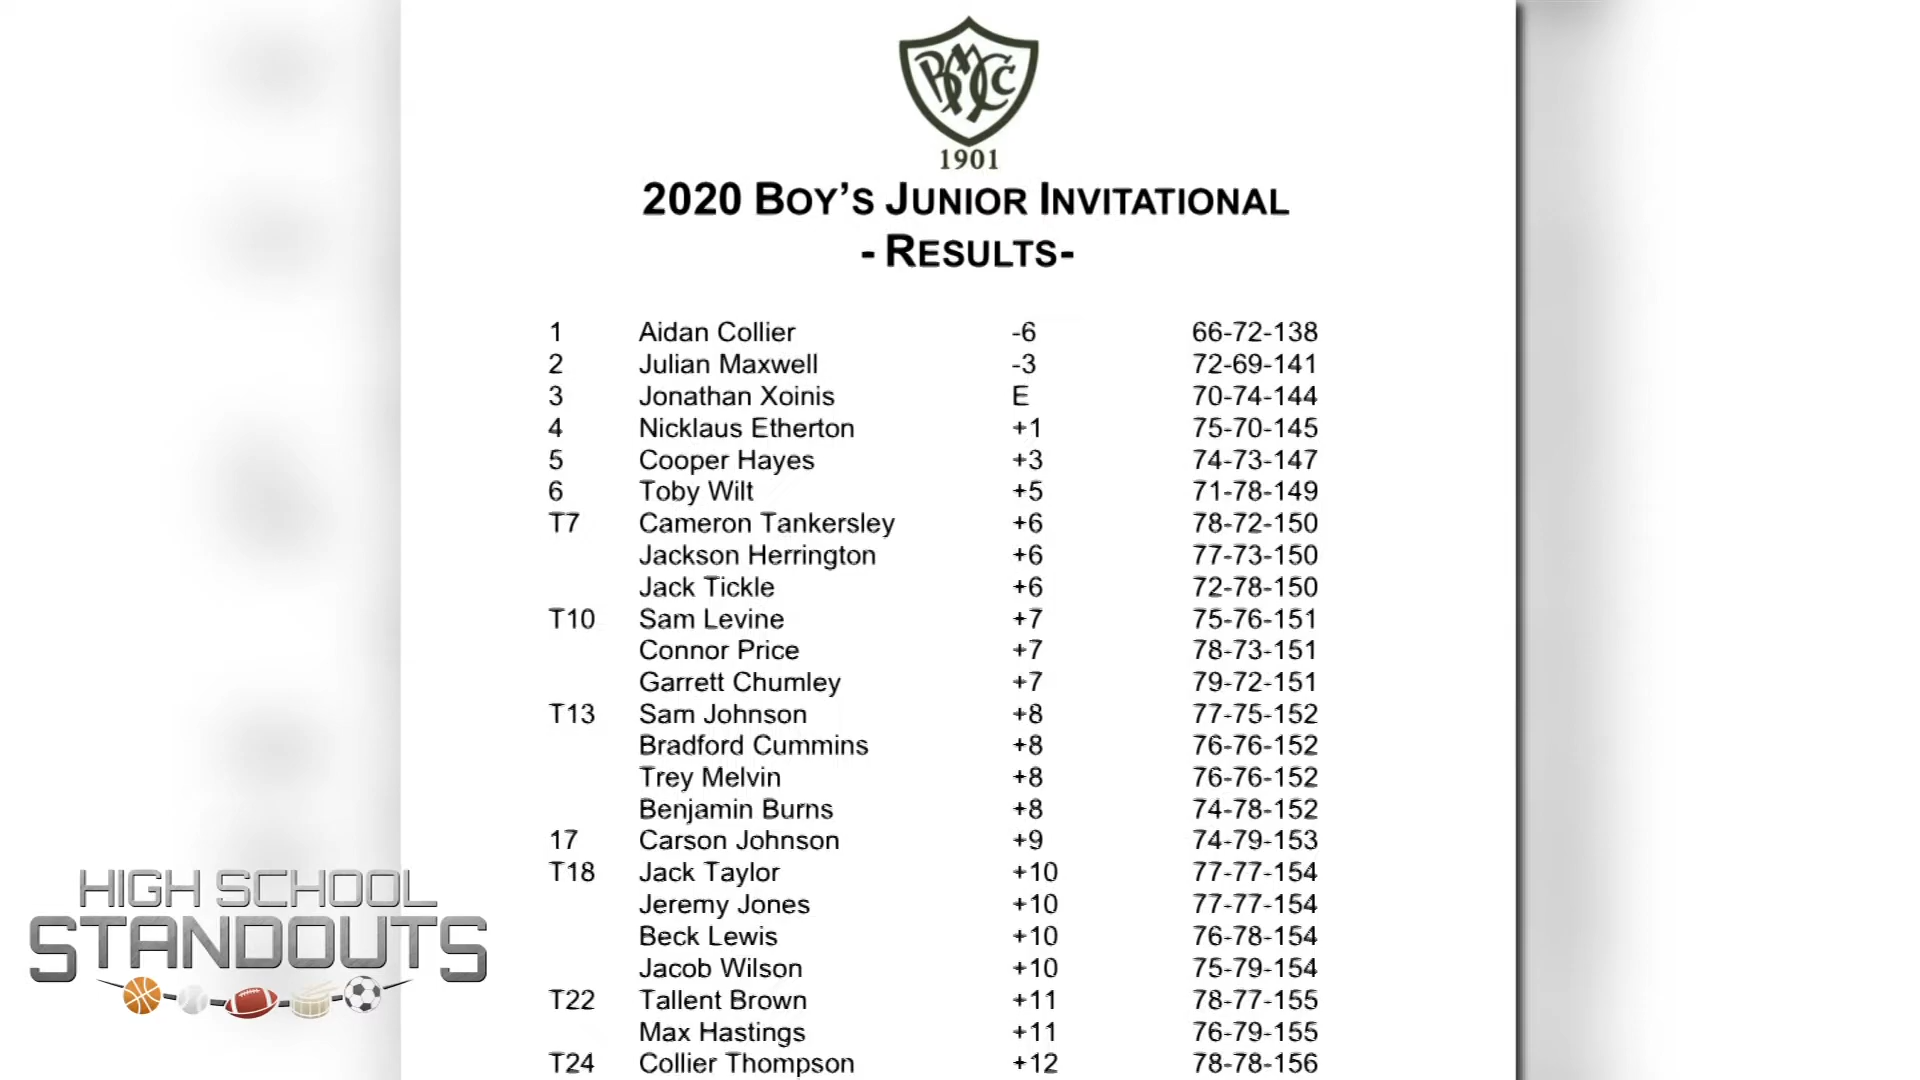 BMCC
1901
2020 BOY'S JUNIOR INVITATIONAL
- RESULTS-
1 Aidan Collier -6 66-72-138
2 Julian Maxwell -3 72-69-141
3 Jonathan Xoinis E 70-74-144
4 Nicklaus Etherton +1 75-70-145
5 Cooper Hayes +3 74-73-147
6 Toby Wilt +5 71-78-149
T7 Cameron Tankersley +6 78-72-150
Jackson Herrington +6 77-73-150
Jack Tickle +6 72-78-150
T10 Sam Levine +7 75-76-151
Connor Price +7 78-73-151
Garrett Chumley +7 79-72-151
T13 Sam Johnson +8 77-75-152
Bradford Cummins +8 76-76-152
Trey Melvin +8 76-76-152
Benjamin Burns +8 74-78-152
17 Carson Johnson +9 74-79-153
T18 Jack Taylor +10 77-77-154
Jeremy Jones +10 77-77-154
Beck Lewis +10 76-78-154
Jacob Wilson +10 75-79-154
T22 Tallent Brown +11 78-77-155
Max Hastings +11 76-79-155
T24 Collier Thompson +12 78-78-156
HIGH SCHOOL
STANDOUTS